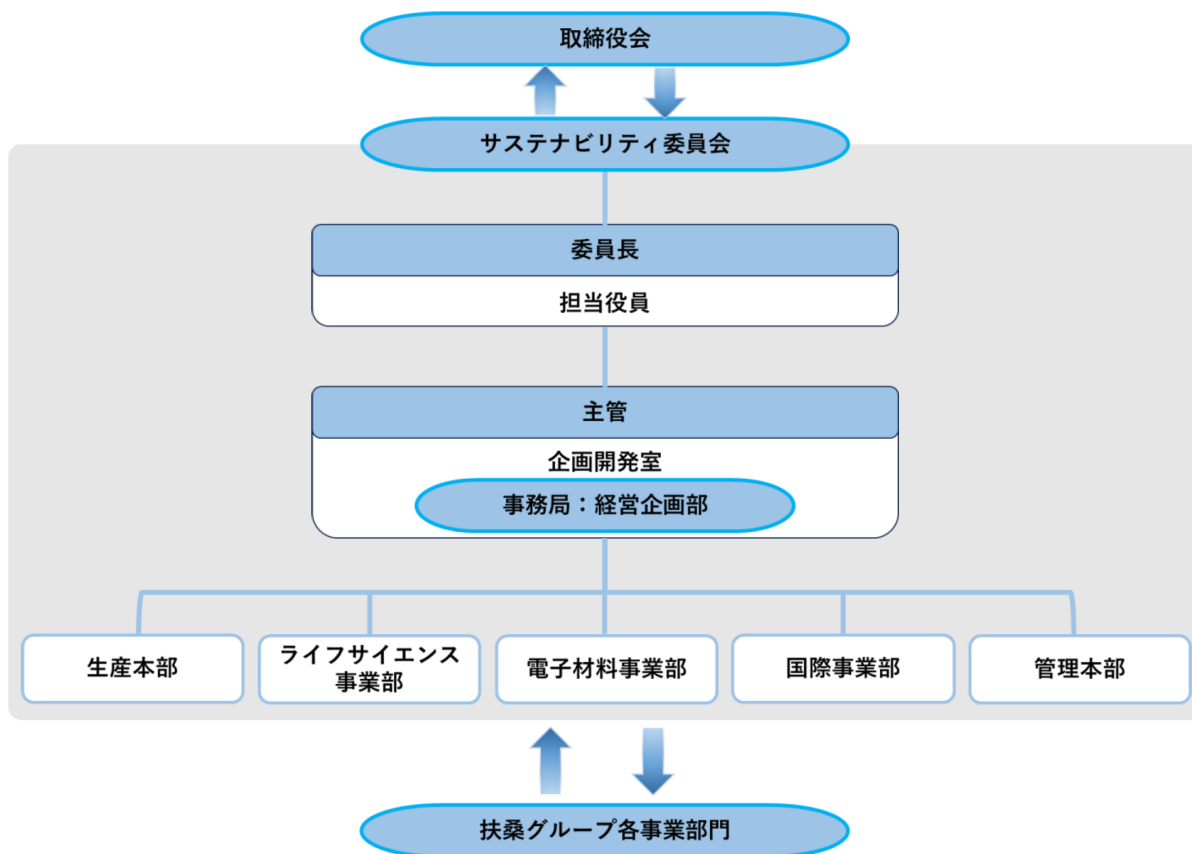 取締役会
サステナビリティ委員会
委員長
担当役員
主管
企画開発室
事務局：経営企画部
生産本部
ライフサイエンス
事業部
電子材料事業部
国際事業部
管理本部
扶桑グループ各事業部門